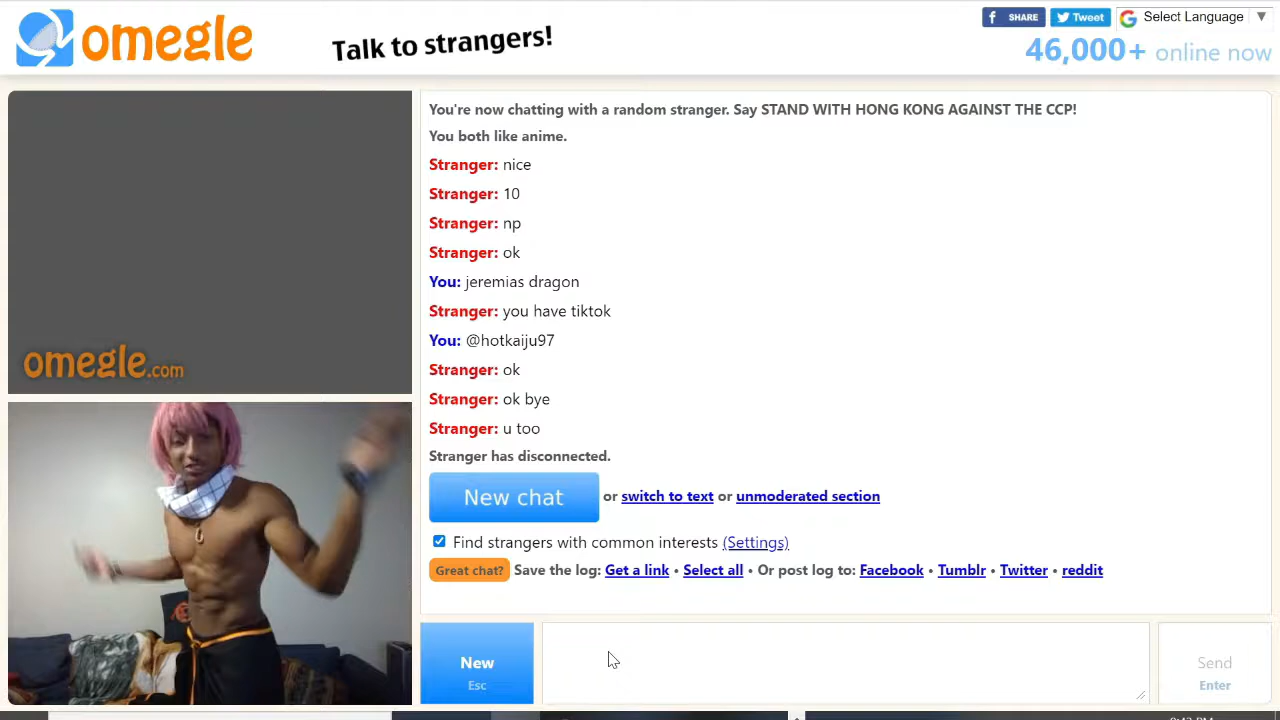 omegle
Talk to strangers!
SHARE
Tweet
Select Language
46,000+ online now
omegle.com
You're now chatting with a random stranger. Say STAND WITH HONG KONG AGAINST THE CCP!
You both like anime.
Stranger: nice
Stranger: 10
Stranger: np
Stranger: ok
You: jeremias dragon
Stranger: you have tiktok
You: @hotkaiju97
Stranger: ok
Stranger: ok bye
Stranger: u too
Stranger has disconnected.
New chat or switch to text or unmoderated section
Find strangers with common interests (Settings)
Great chat? Save the log: Get a link • Select all • Or post log to: Facebook • Tumblr • Twitter • reddit
New
Esc
Send
Enter